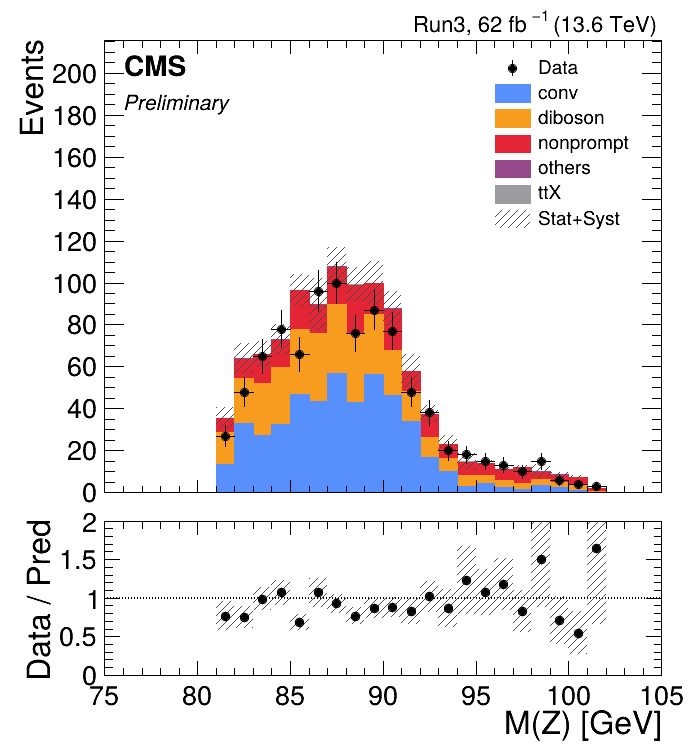 Run3, 62 fb⁻¹ (13.6 TeV)
CMS
Preliminary
Data
conv
diboson
nonprompt
others
ttX
Stat+Syst
Events
200
180
160
140
120
100
80
60
40
20
0
Data / Pred
2
1.5
1
0.5
0
75 80 85 90 95 100 105
M(Z) [GeV]